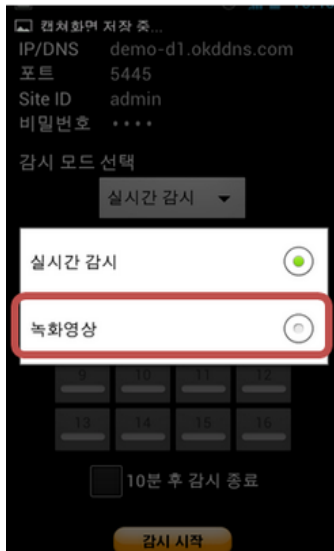 캡쳐화면 저장 중...
IP/DNS demo-d1.okddns.com
포트 5445
Site ID admin
비밀번호 ····
감시 모드 선택
실시간 감시
실시간 감시
녹화영상
9 10 11 12
13 14 15 16
10분 후 감시 종료
감시 시작